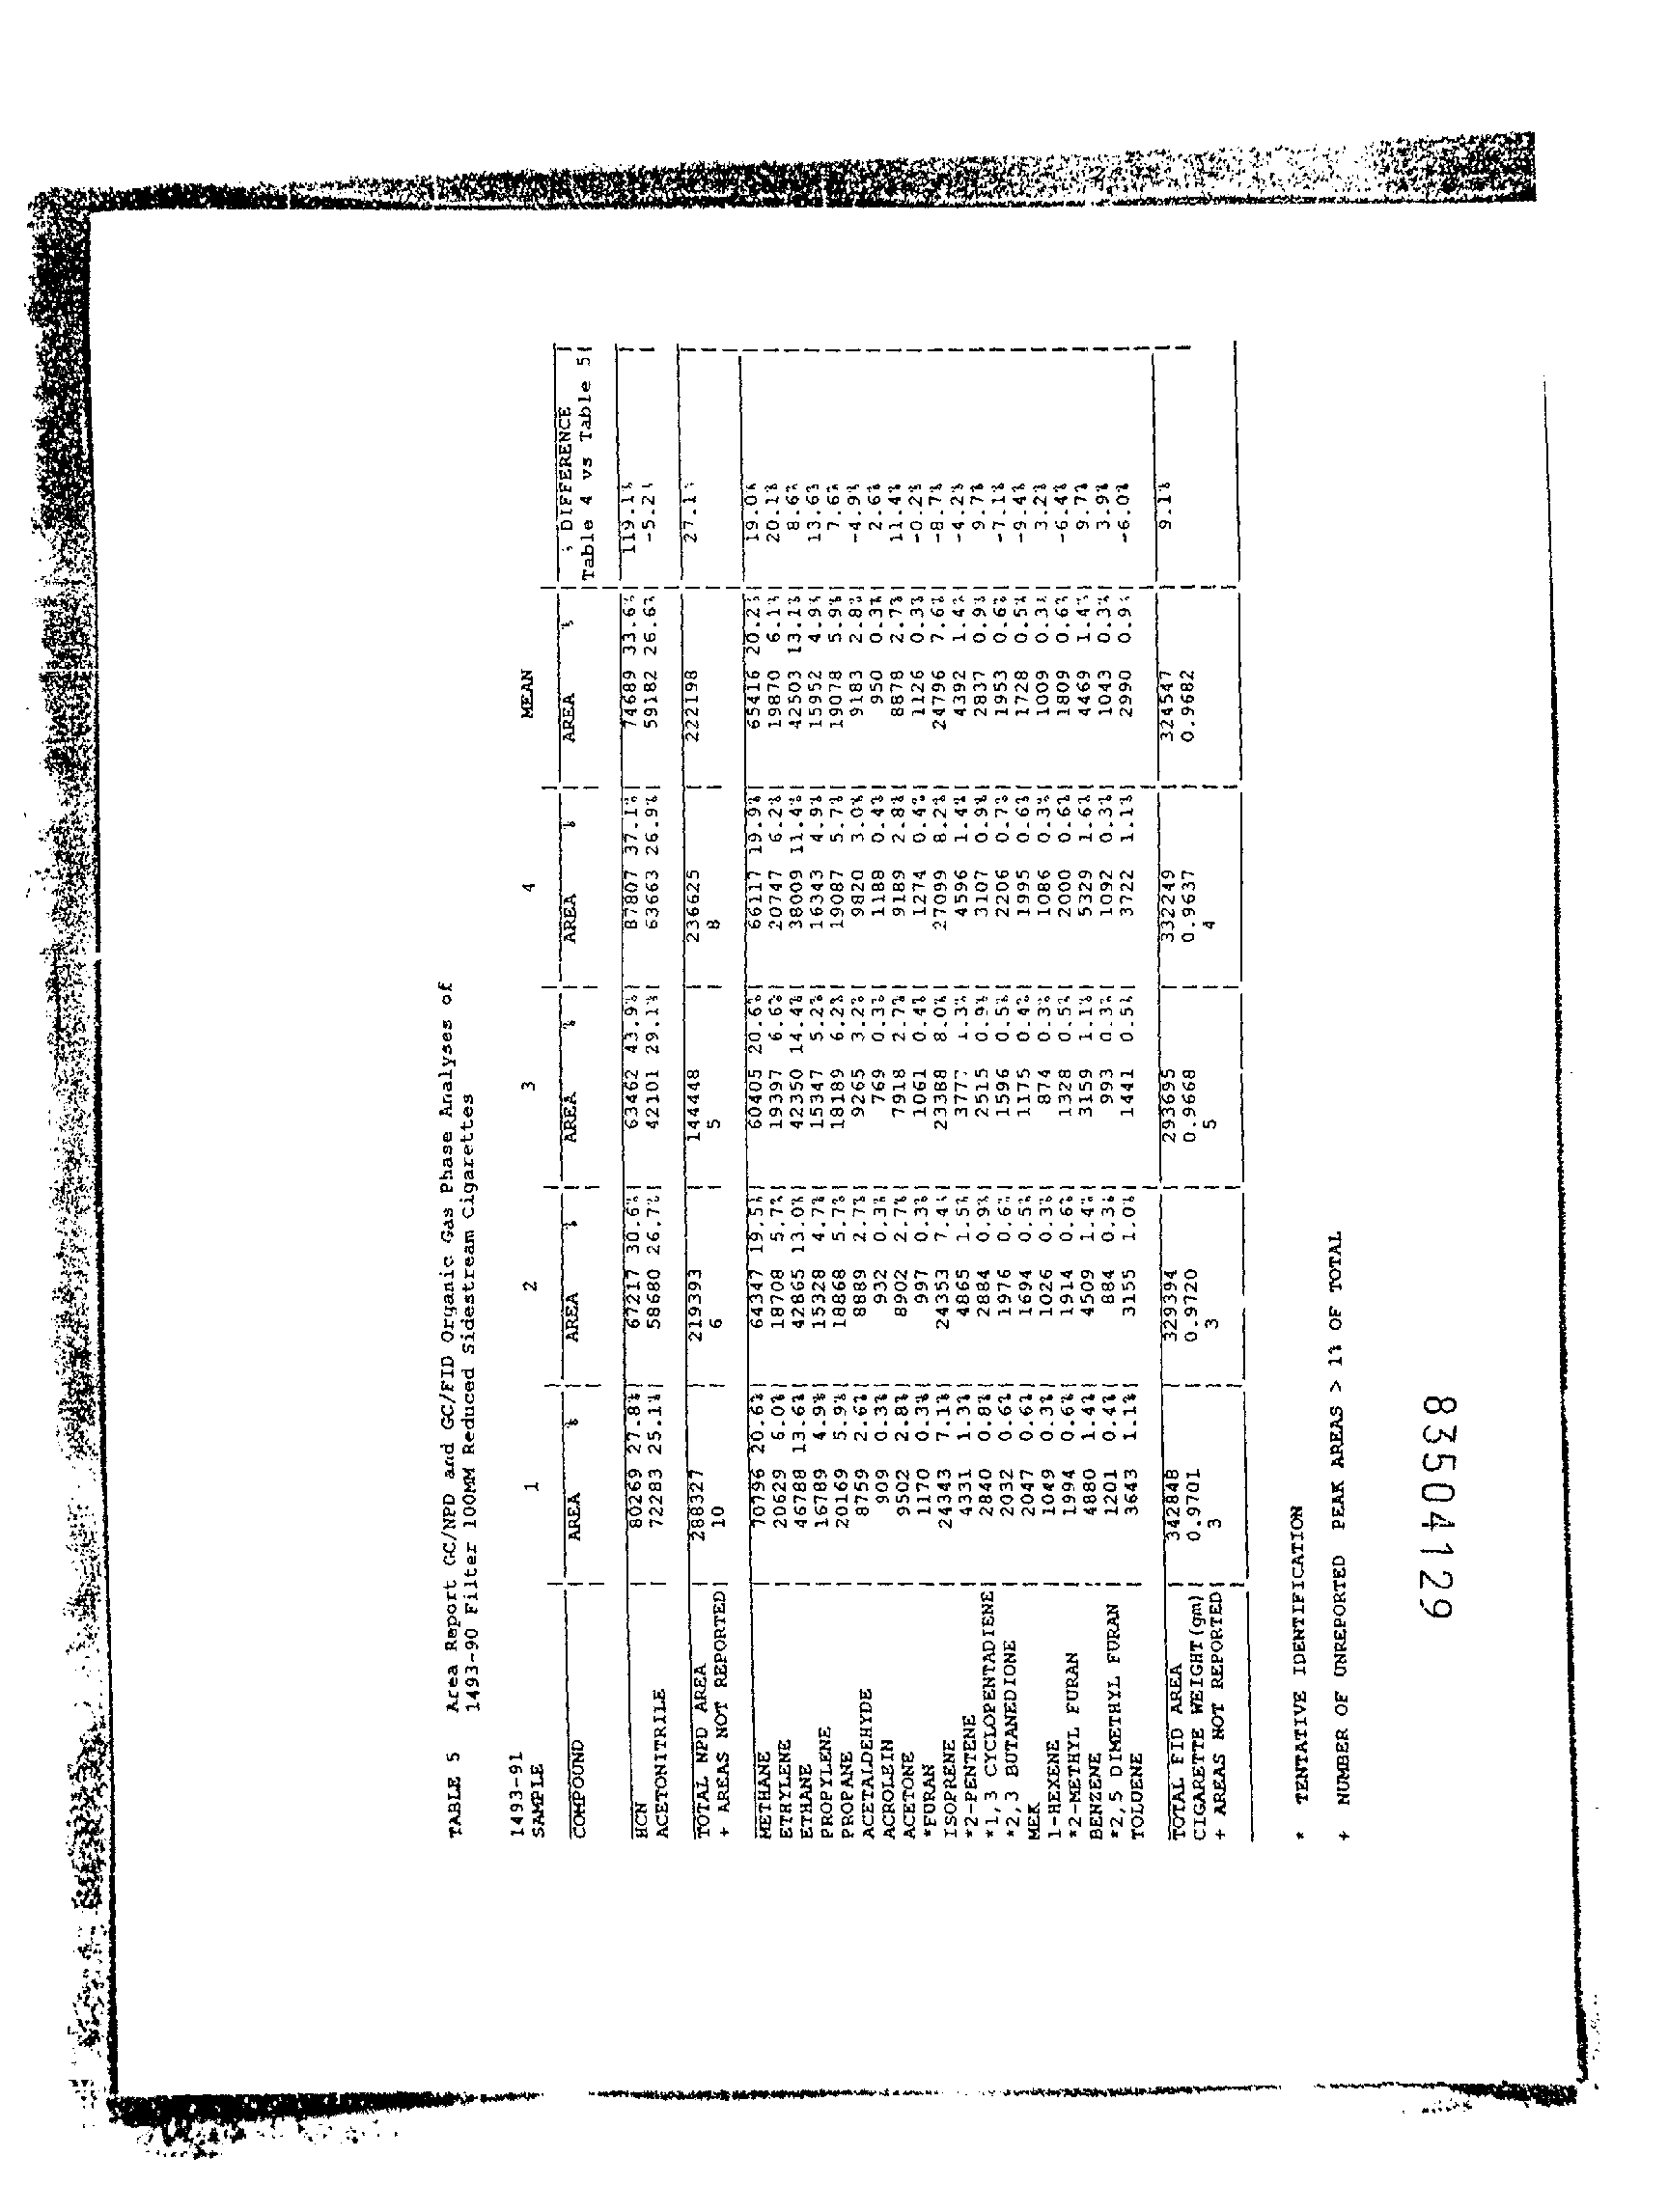 TABLE 5 Area Report GC/NPD and GC/FID Organic Gas Phase Analyses of
1493-90 Filter 100MM Reduced Sidestream Cigarettes
1493-91
SAMPLE 1 2 3 4 MEAN
COMPOUND AREA % AREA % AREA % AREA % AREA % % DIFFERENCE
Table 4 vs Table 5
HCN 80269 27.8% 67217 30.6% 63462 43.9% 87807 37.1% 74689 33.6% 119.1%
ACETONITRILE 72283 25.1% 58680 26.7% 42101 29.1% 63663 26.9% 59182 26.6% -5.2%
TOTAL NPD AREA 288327 219393 144448 236625 222198 27.1%
+ AREAS NOT REPORTED 10 6 5 8
METHANE 70796 20.6% 64347 19.5% 60405 20.6% 66117 19.9% 65416 20.2% 19.0%
ETHYLENE 20629 6.0% 18708 5.7% 19397 6.6% 20747 6.2% 19870 6.1% 20.1%
ETHANE 46788 13.6% 42865 13.0% 42350 14.4% 38009 11.4% 42503 13.1% 8.6%
PROPYLENE 16789 4.9% 15328 4.7% 15347 5.2% 16343 4.9% 15952 4.9% 13.6%
PROPANE 20169 5.9% 18868 5.7% 18189 6.2% 19087 5.7% 19078 5.9% 7.6%
ACETALDEHYDE 8759 2.6% 8889 2.7% 9265 3.2% 9820 3.0% 9183 2.8% -4.9%
ACROLEIN 909 0.3% 932 0.3% 769 0.3% 1188 0.4% 950 0.3% 2.6%
ACETONE 9502 2.8% 8902 2.7% 7918 2.7% 9189 2.8% 8878 2.7% 11.4%
*FURAN 1170 0.3% 997 0.3% 1061 0.4% 1274 0.4% 1126 0.3% -0.2%
ISOPRENE 24343 7.1% 24353 7.4% 23388 8.0% 27099 8.2% 24796 7.6% -8.7%
*2-PENTENE 4331 1.3% 4865 1.5% 3777 1.3% 4596 1.4% 4392 1.4% -4.2%
*1,3 CYCLOPENTADIENE 2840 0.8% 2884 0.9% 2515 0.9% 3107 0.9% 2837 0.9% 9.7%
*2,3 BUTANEDIONE 2032 0.6% 1976 0.6% 1596 0.5% 2206 0.7% 1953 0.6% -7.1%
MEK 2047 0.6% 1694 0.5% 1175 0.4% 1995 0.6% 1728 0.5% -9.4%
1-HEXENE 1049 0.3% 1026 0.3% 874 0.3% 1086 0.3% 1009 0.3% 3.2%
*2-METHYL FURAN 1994 0.6% 1914 0.6% 1328 0.5% 2000 0.6% 1809 0.6% -6.4%
BENZENE 4880 1.4% 4509 1.4% 3159 1.1% 5329 1.6% 4469 1.4% 9.7%
*2,5 DIMETHYL FURAN 1201 0.4% 884 0.3% 993 0.3% 1092 0.3% 1043 0.3% 3.9%
TOLUENE 3643 1.1% 3155 1.0% 1441 0.5% 3722 1.1% 2990 0.9% -6.0%
TOTAL FID AREA 342848 329394 293695 332249 324547 9.1%
CIGARETTE WEIGHT(gm) 0.9701 0.9720 0.9668 0.9637 0.9682
+ AREAS NOT REPORTED 3 3 5 4
* TENTATIVE IDENTIFICATION
+ NUMBER OF UNREPORTED PEAK AREAS > 1% OF TOTAL
83504129